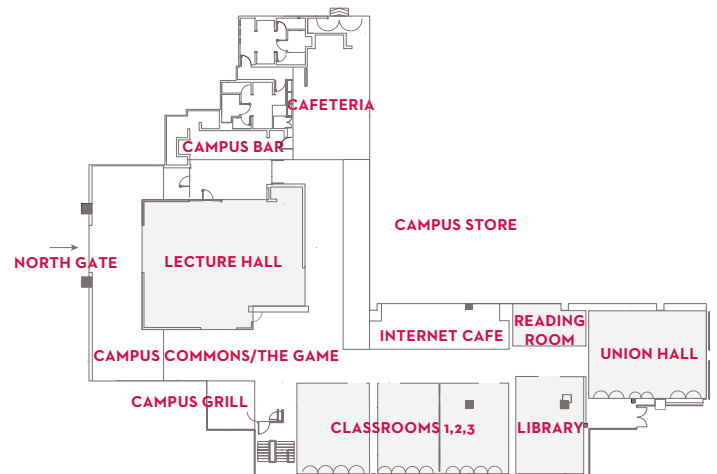 CAFETERIA
CAMPUS BAR
CAMPUS STORE
NORTH GATE
LECTURE HALL
READING
ROOM
INTERNET CAFE
UNION HALL
CAMPUS COMMONS/THE GAME
CAMPUS GRILL
CLASSROOMS 1,2,3
LIBRARY